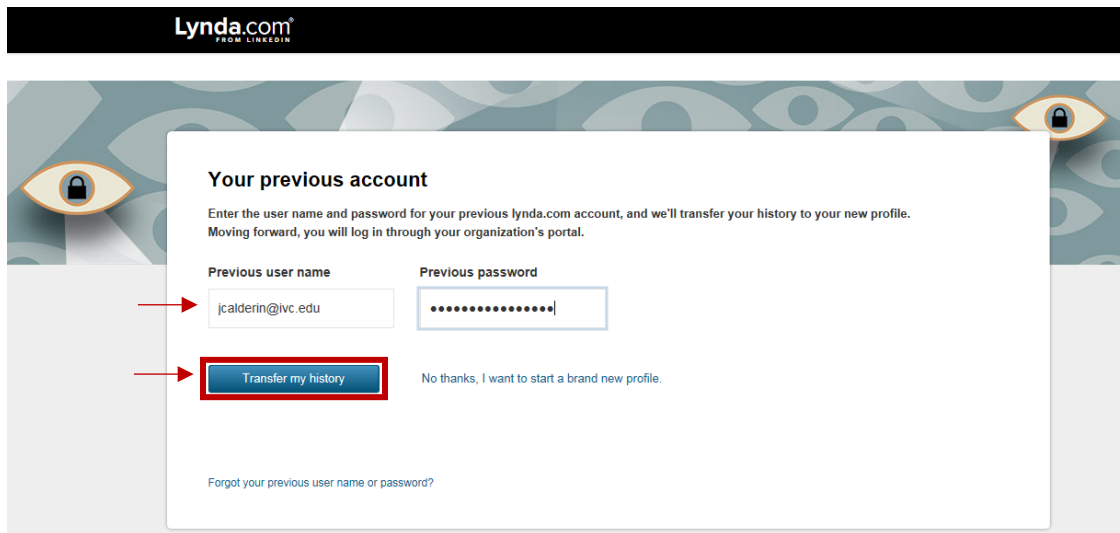 Lynda.com®
FROM LINKEDIN
Your previous account
Enter the user name and password for your previous lynda.com account, and we'll transfer your history to your new profile.
Moving forward, you will log in through your organization's portal.
Previous user name
Previous password
jcalderin@ivc.edu
••••••••••••••••
Transfer my history
No thanks, I want to start a brand new profile.
Forgot your previous user name or password?